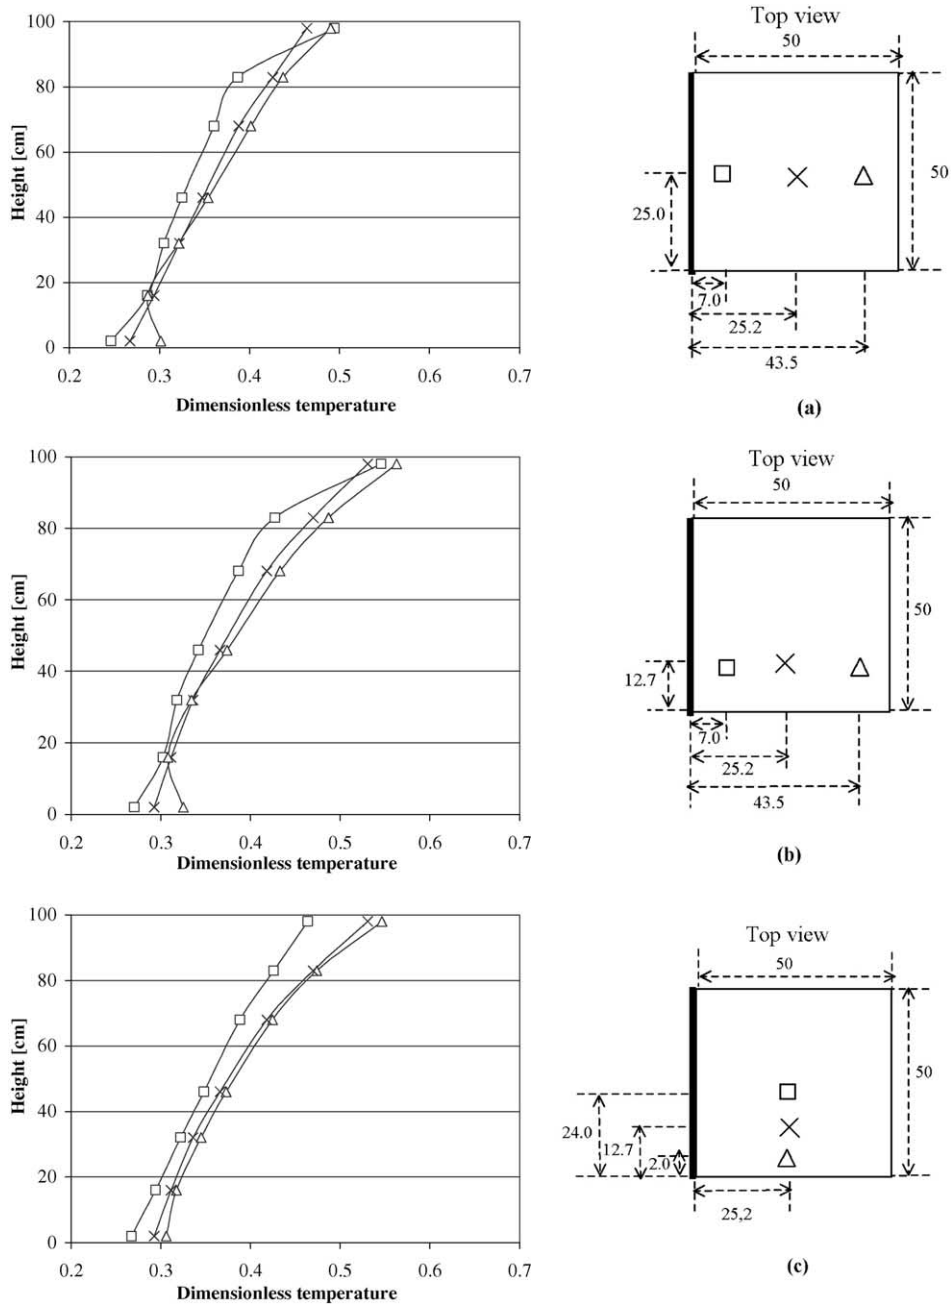 100
80
60
40
20
0
Height [cm]
0.2 0.3 0.4 0.5 0.6 0.7
Dimensionless temperature
Top view
50
50
25.0
7.0
25.2
43.5
(a)
100
80
60
40
20
0
Height [cm]
0.2 0.3 0.4 0.5 0.6 0.7
Dimensionless temperature
Top view
50
50
12.7
7.0
25.2
43.5
(b)
100
80
60
40
20
0
Height [cm]
0.2 0.3 0.4 0.5 0.6 0.7
Dimensionless temperature
Top view
50
50
24.0
12.7
2.0
25,2
(c)